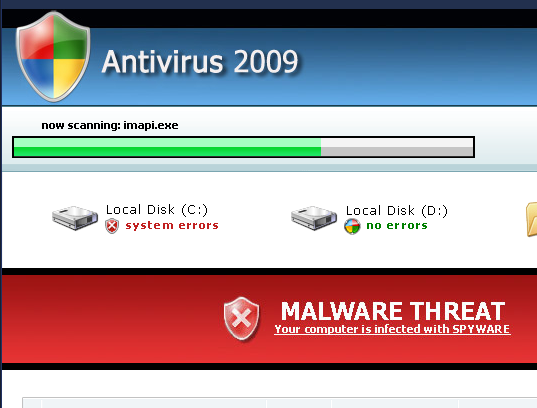 Antivirus 2009
now scanning: imapi.exe
Local Disk (C:)
system errors
Local Disk (D:)
no errors
MALWARE THREAT
Your computer is infected with SPYWARE